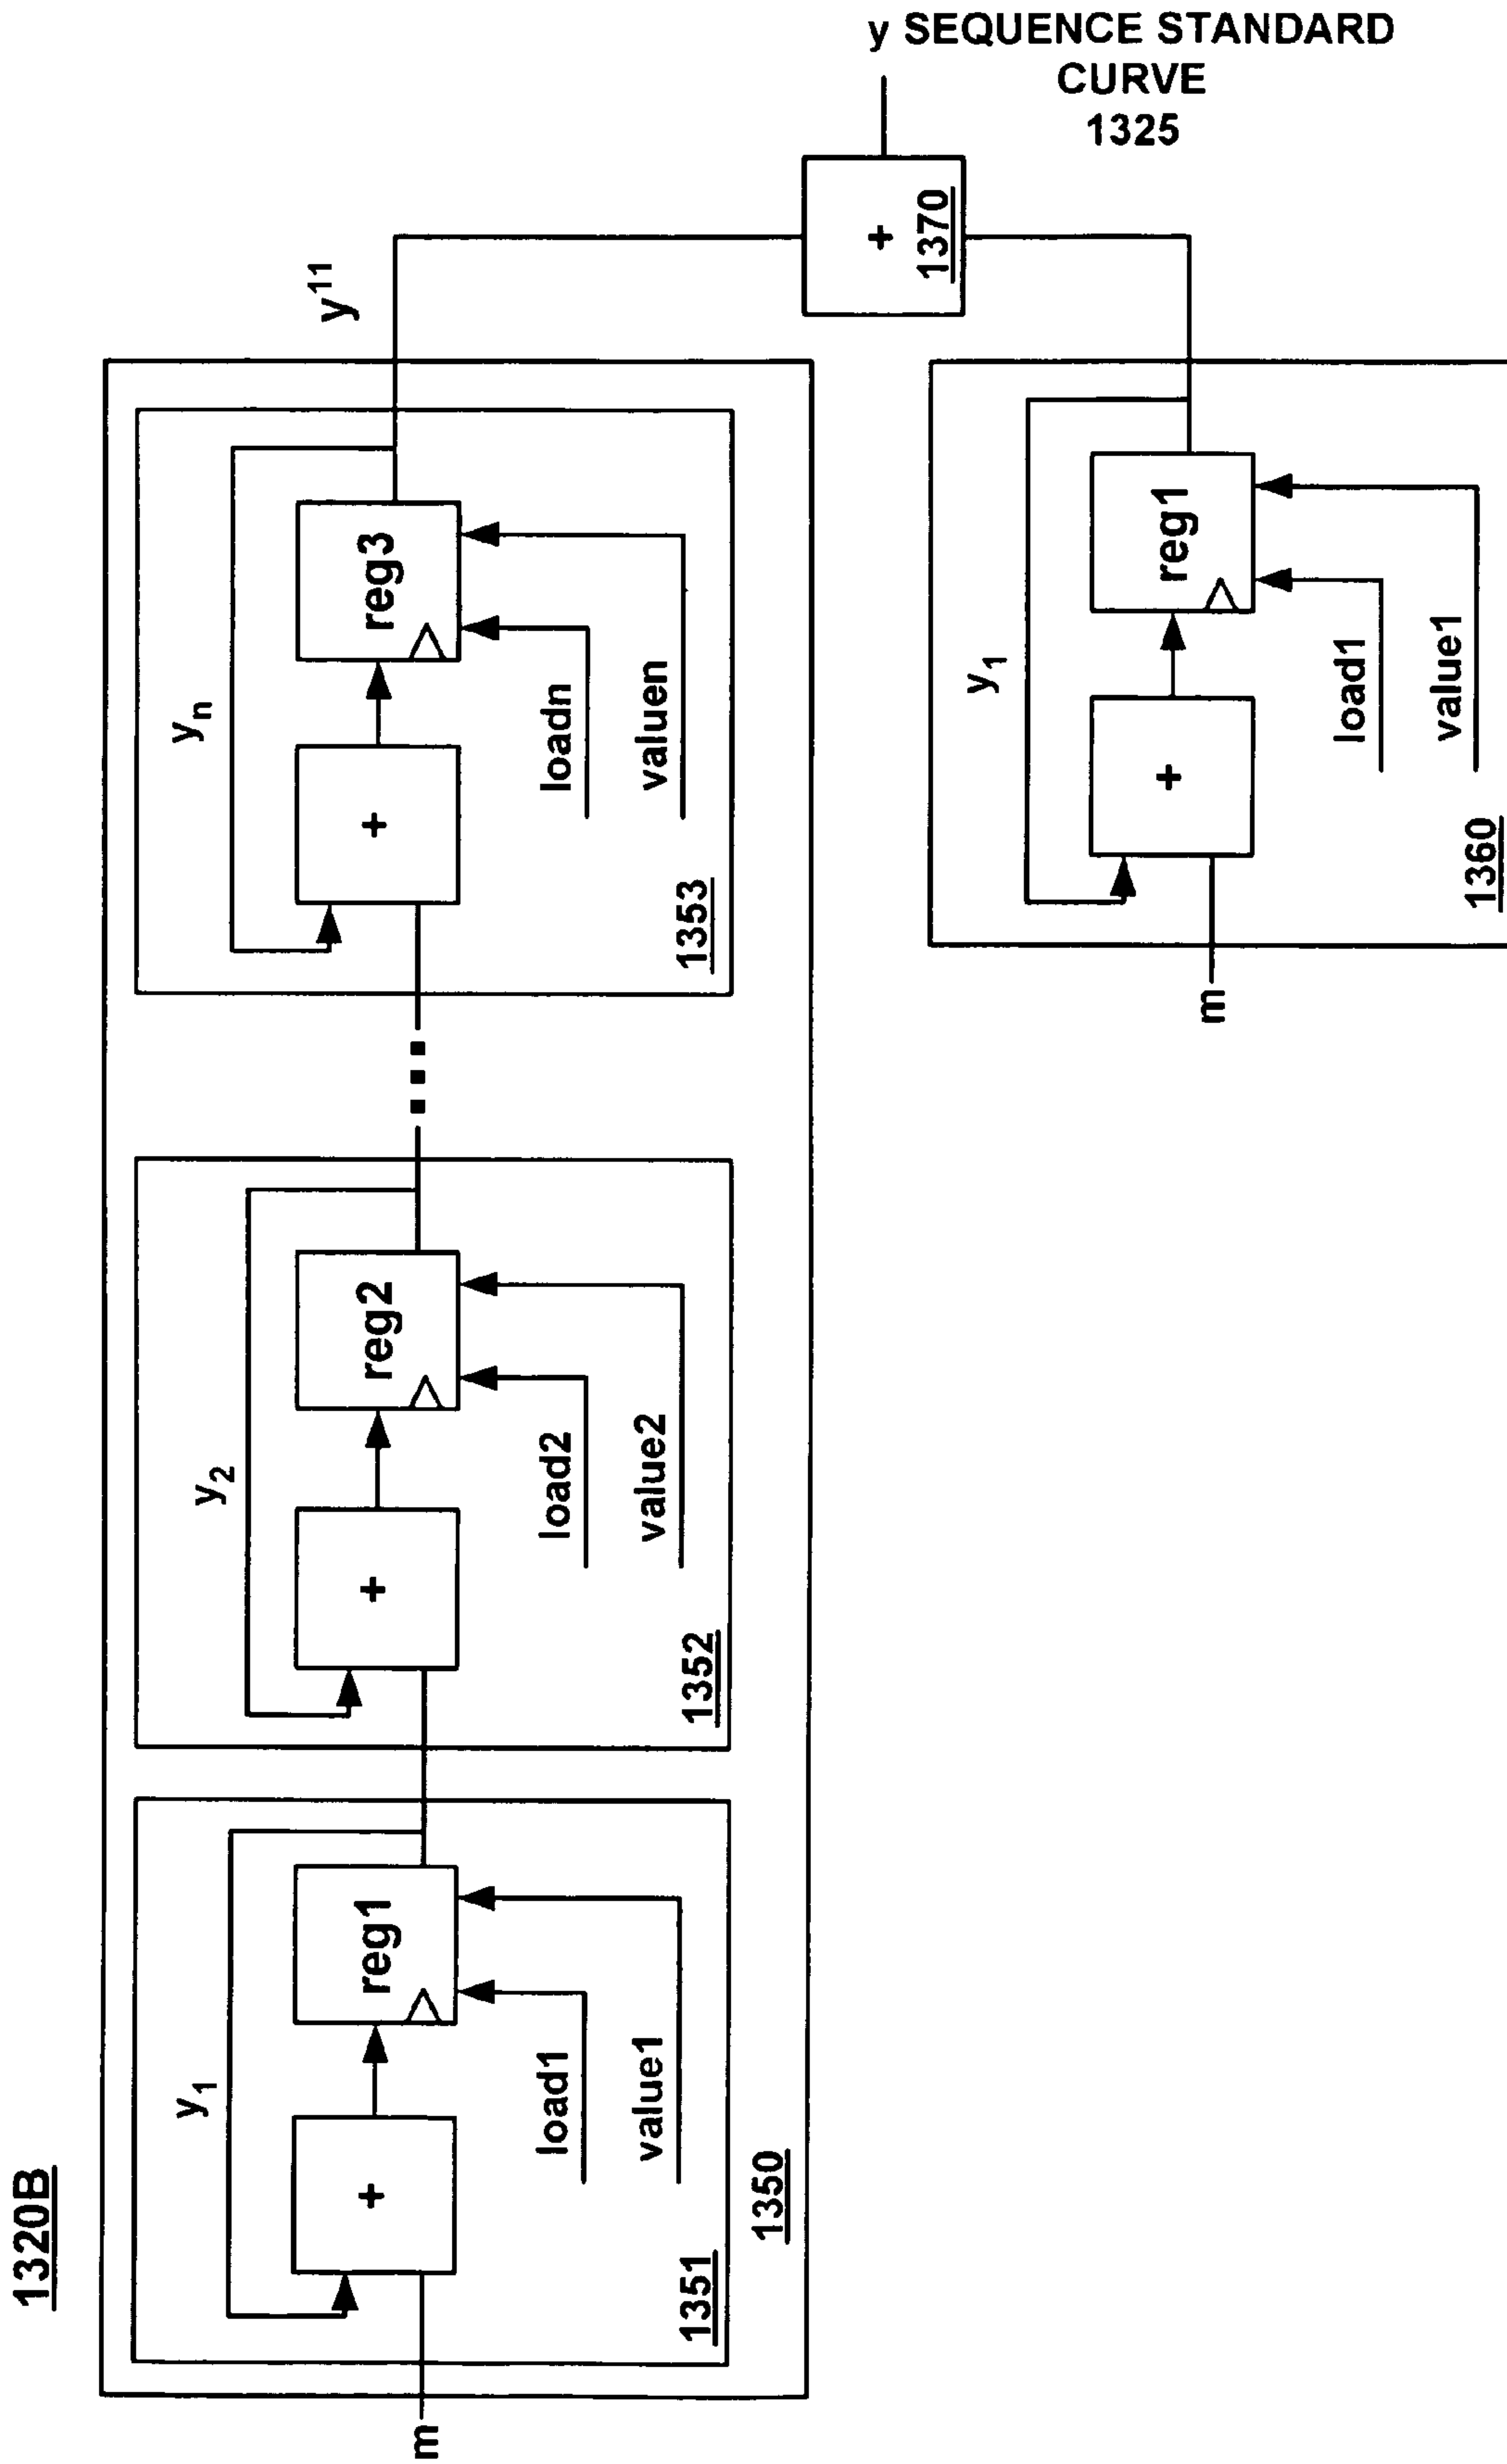 1320B
y SEQUENCE STANDARD
CURVE
1325
m
y1
+
reg1
load1
value1
1351
1350
y2
+
reg2
load2
value2
1352
yn
+
reg3
loadn
valuen
1353
y11
+
1370
m
y1
+
reg1
load1
value1
1360